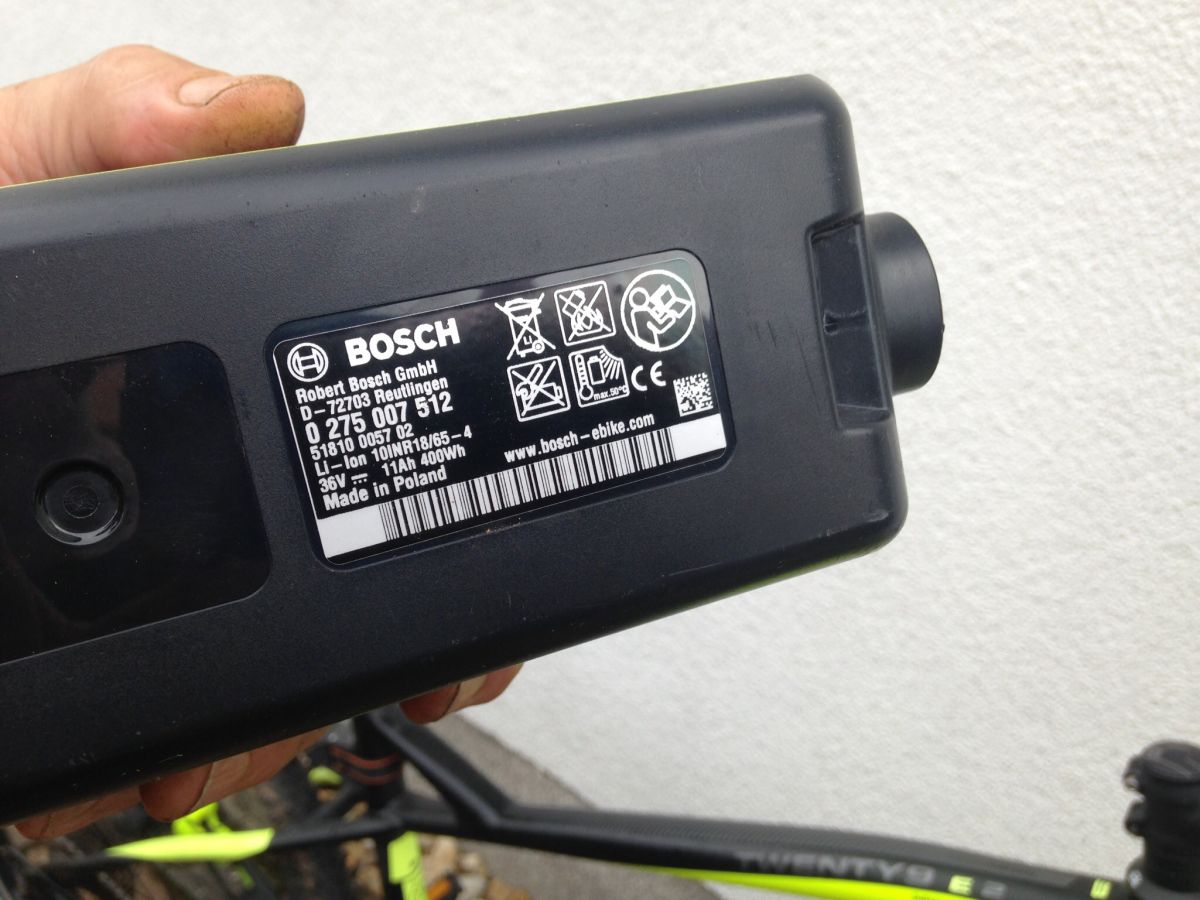 BOSCH
Robert Bosch GmbH
D-72703 Reutlingen
0 275 007 512
51810 0057 02
Li-Ion 10INR18/65-4
36V 11Ah 400Wh
Made in Poland
max.50°C
CE
www.bosch-ebike.com
TWENTY9 E2